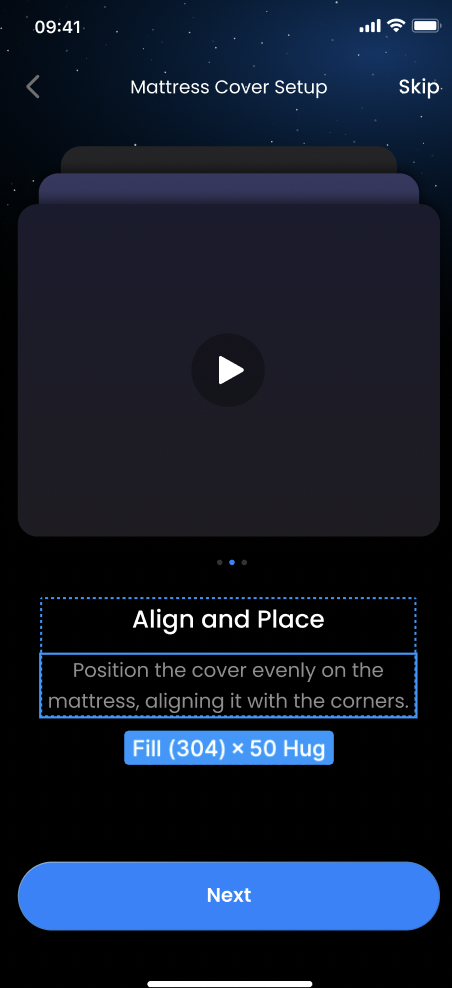 09:41
Mattress Cover Setup
Skip
Align and Place
Position the cover evenly on the
mattress, aligning it with the corners.
Fill (304) × 50 Hug
Next